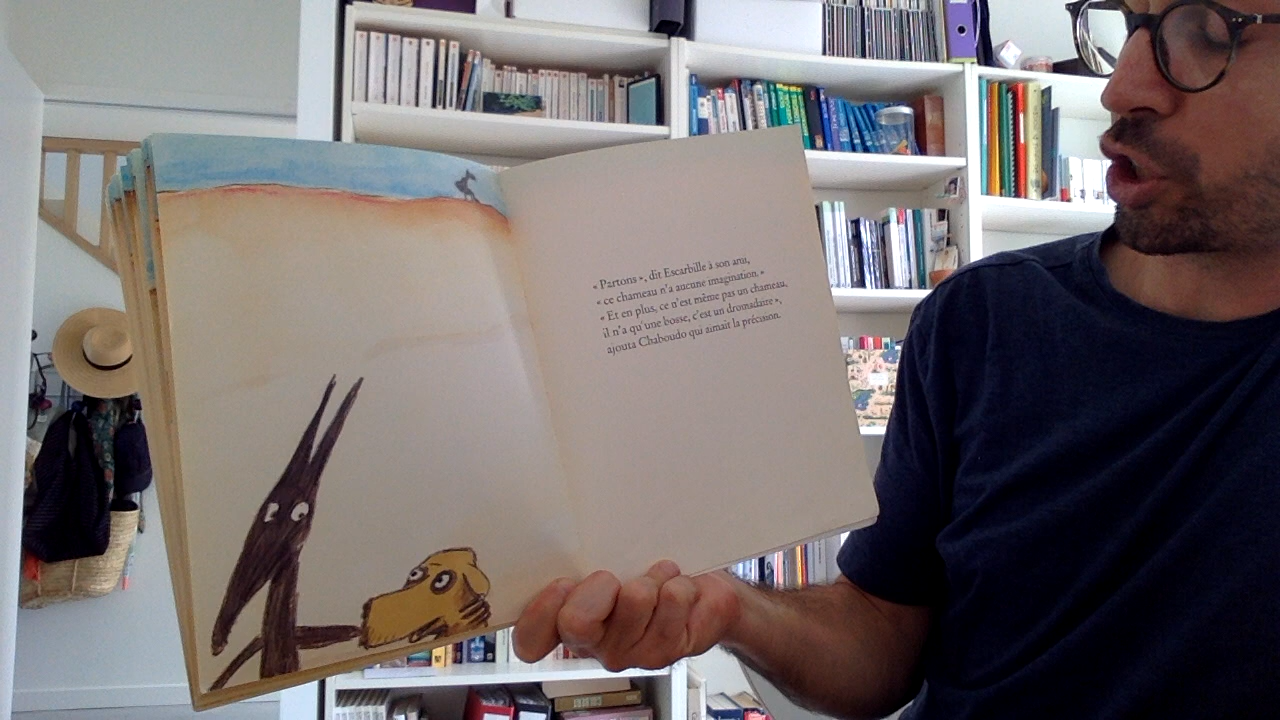 « Partons », dit Escarbille à son ami,
« ce chameau n'a aucune imagination. »
« Et en plus, ce n'est même pas un chameau,
il n'a qu'une bosse, c'est un dromadaire »,
ajouta Chaboudo qui aimait la précision.